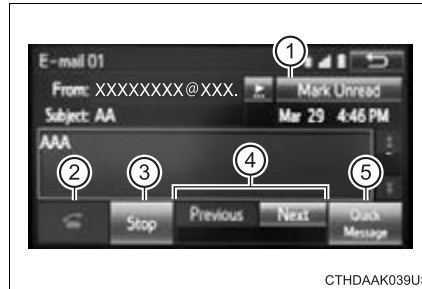 E-mail 01
1
From: XXXXXXXX@XXX.
Mark Unread
Subject: AA
Mar 29 4:46 PM
AAA
2
3
4
5
Stop
Previous
Next
Quick Message
CTHDAAK039US